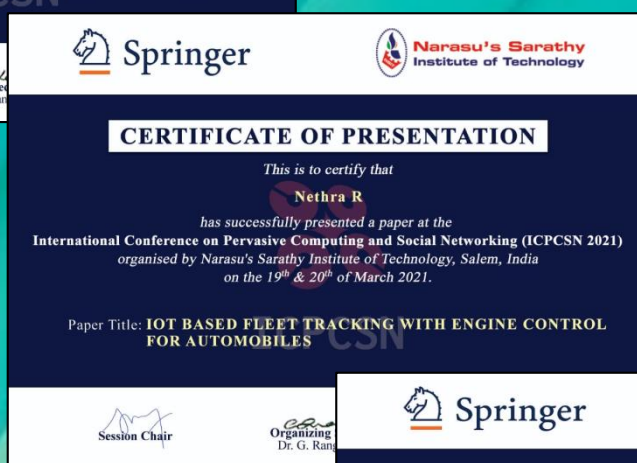 CSN
Springer
Narasu's Sarathy
Institute of Technology
CERTIFICATE OF PRESENTATION
This is to certify that
Nethra R
has successfully presented a paper at the
International Conference on Pervasive Computing and Social Networking (ICPCSN 2021)
organised by Narasu's Sarathy Institute of Technology, Salem, India
on the 19th & 20th of March 2021.
Paper Title: IOT BASED FLEET TRACKING WITH ENGINE CONTROL
FOR AUTOMOBILES
ICPCSN
Session Chair
Organizing
Dr. G.
Springer